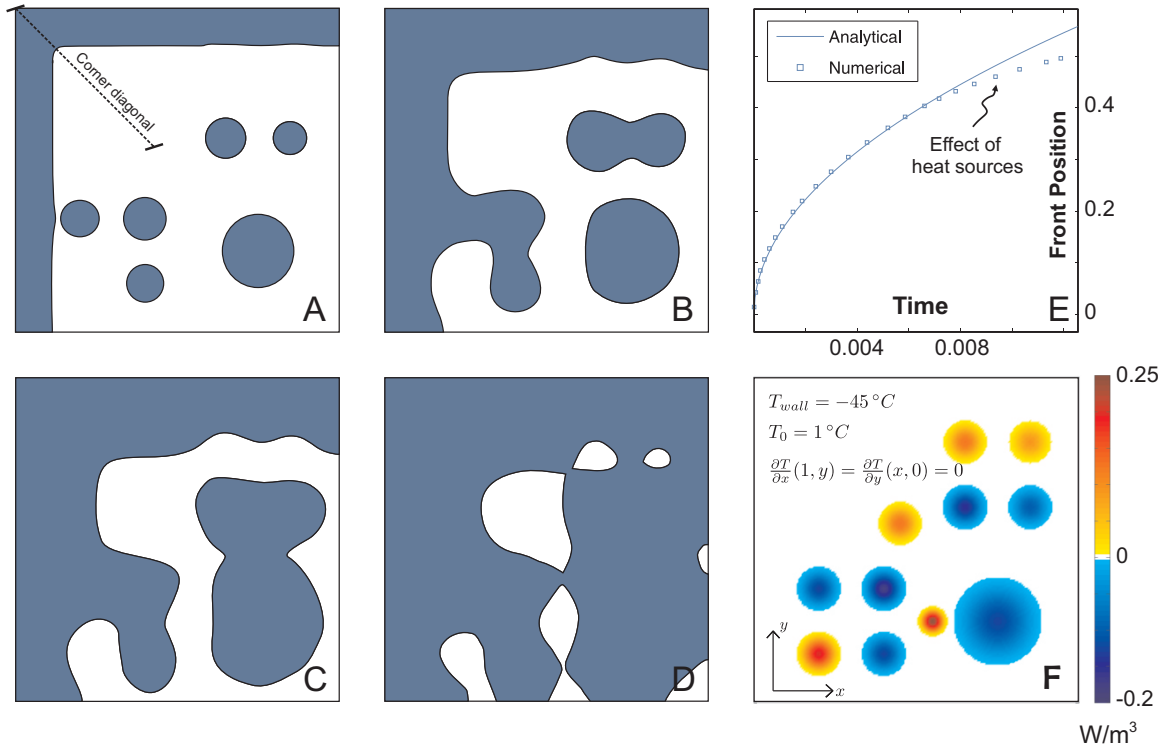 Corner diagonal
A
B
Analytical
Numerical
Effect of
heat sources
Front Position
0.4
0.2
0
Time
E
0.004
0.008
C
D
T_wall = −45 °C
T_0 = 1 °C
∂T/∂x (1, y) = ∂T/∂y (x, 0) = 0
y
x
F
0.25
0
-0.2
W/m³